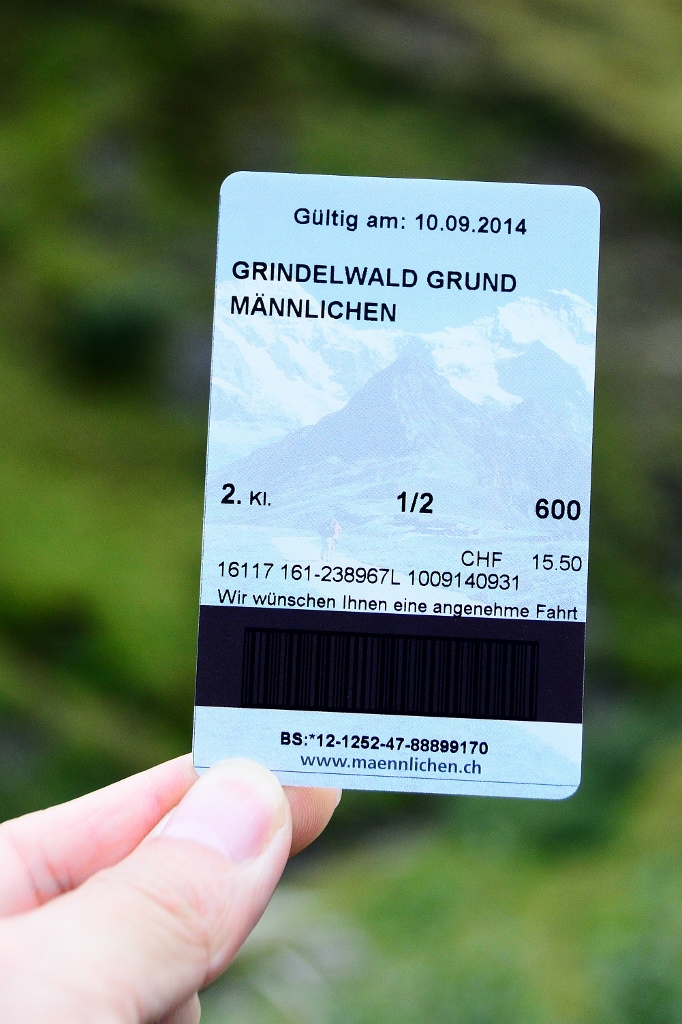 Gültig am: 10.09.2014
GRINDELWALD GRUND
MÄNNLICHEN
2. Kl. 1/2 600
CHF 15.50
16117 161-238967L 1009140931
Wir wünschen Ihnen eine angenehme Fahrt
BS:*12-1252-47-88899170
www.maennlichen.ch